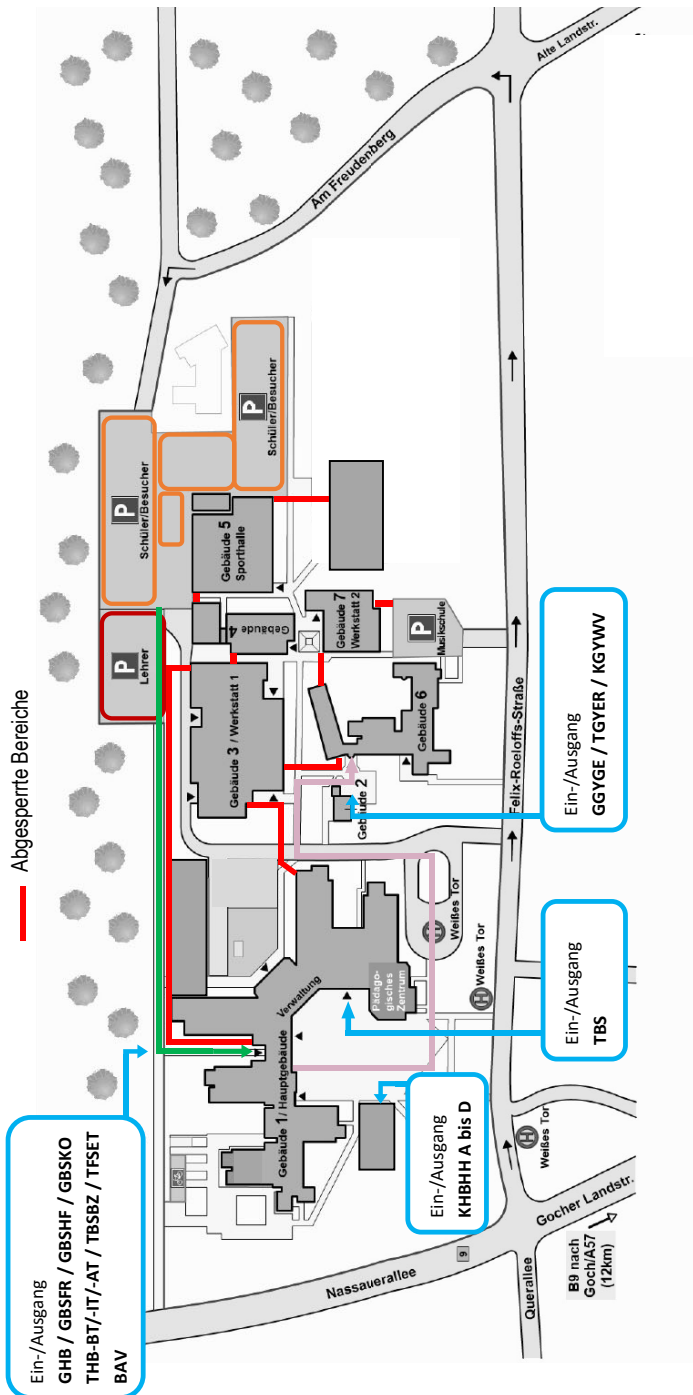 Abgesperrte Bereiche
Ein-/Ausgang
GHB / GBSFR / GBSHF / GBSKO
THB-BT/-IT/-AT / TBSBZ / TFSET
BAV
Alte Landstr.
Am Freudenberg
P
Schüler/Besucher
P
Schüler/Besucher
P
Lehrer
Gebäude 5
Sporthalle
Gebäude
4
Gebäude 7
Werkstatt 2
P
Musikschule
Gebäude 3 / Werkstatt 1
Gebäude 6
Gebäude 2
Felix-Roeloffs-Straße
Verwaltung
Pädago-
gisches
Zentrum
Gebäude 1 / Hauptgebäude
H
Weißes Tor
H
Weißes Tor
H
Weißes Tor
Ein-/Ausgang
GGYGE / TGYER / KGYWV
Ein-/Ausgang
TBS
Ein-/Ausgang
KHBHH A bis D
Nassauerallee
9
Gocher Landstr.
Querallee
B9 nach
Goch/A57
(12km)